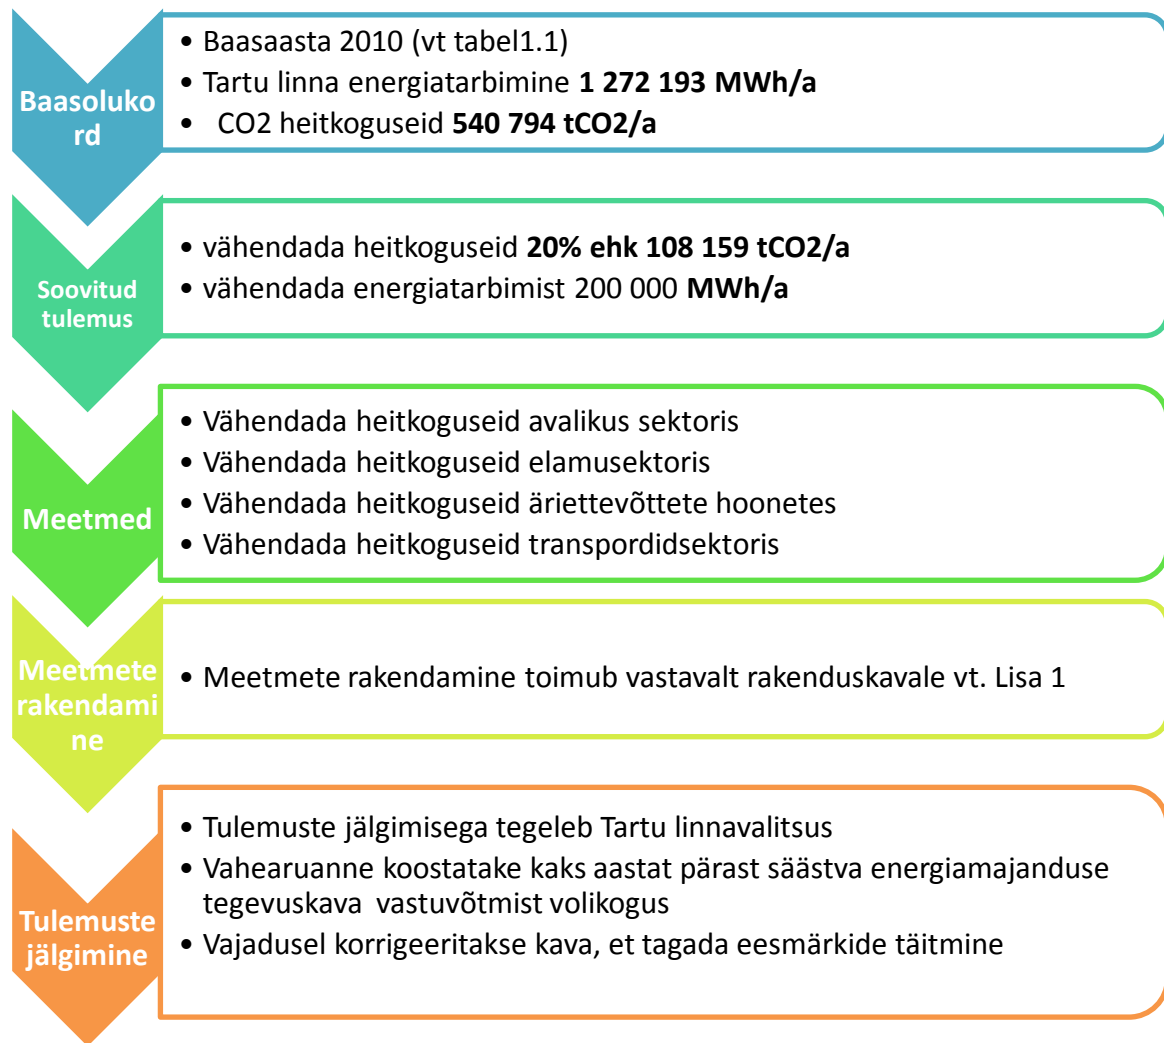 Baasoluko
rd
• Baasaasta 2010 (vt tabel1.1)
• Tartu linna energiatarbimine 1 272 193 MWh/a
• CO2 heitkoguseid 540 794 tCO2/a
Soovitud
tulemus
• vähendada heitkoguseid 20% ehk 108 159 tCO2/a
• vähendada energiatarbimist 200 000 MWh/a
Meetmed
• Vähendada heitkoguseid avalikus sektoris
• Vähendada heitkoguseid elamusektoris
• Vähendada heitkoguseid äriettevõttete hoonetes
• Vähendada heitkoguseid transpordidsektoris
Meetmete
rakendami
ne
• Meetmete rakendamine toimub vastavalt rakenduskavale vt. Lisa 1
Tulemuste
jälgimine
• Tulemuste jälgimisega tegeleb Tartu linnavalitsus
• Vahearuanne koostatake kaks aastat pärast säästva energiamajanduse
tegevuskava vastuvõtmist volikogus
• Vajadusel korrigeeritakse kava, et tagada eesmärkide täitmine